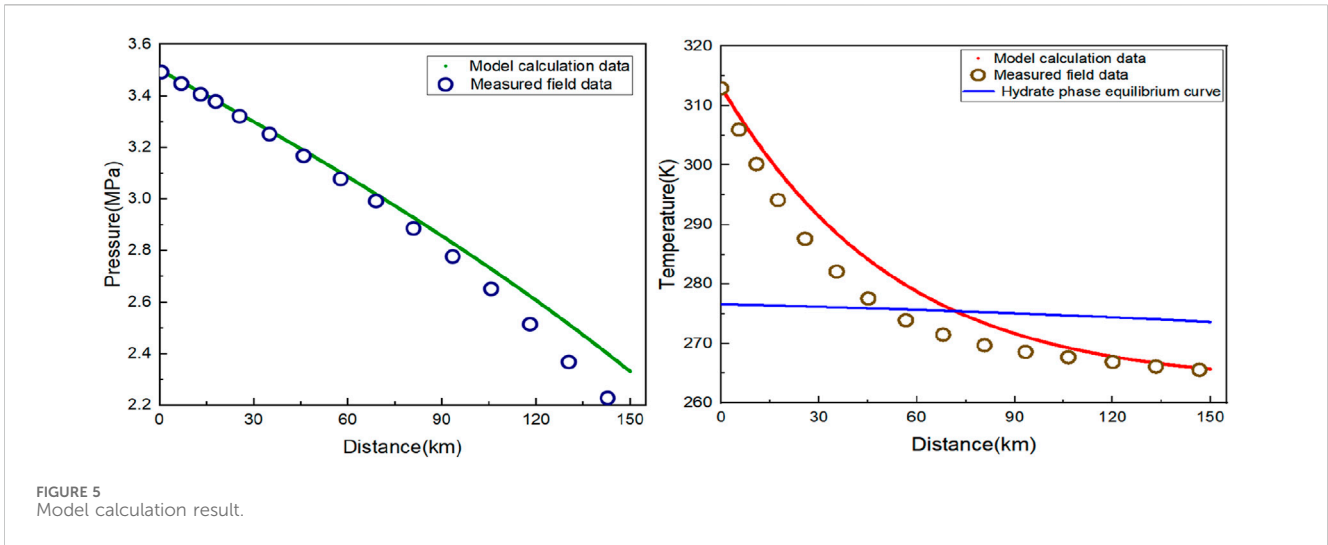 3.6
3.4
3.2
3.0
2.8
2.6
2.4
2.2
Pressure(MPa)
Model calculation data
Measured field data
0
30
60
90
120
150
Distance(km)
320
310
300
290
280
270
260
Temperature(K)
Model calculation data
Measured field data
Hydrate phase equilibrium curve
0
30
60
90
120
150
Distance(km)
FIGURE 5
Model calculation result.